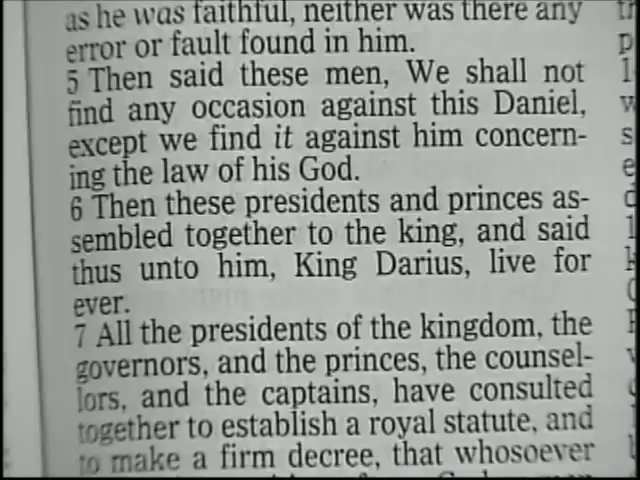 as he was faithful, neither was there any
error or fault found in him.
5 Then said these men, We shall not
find any occasion against this Daniel,
except we find it against him concern-
ing the law of his God.
6 Then these presidents and princes as-
sembled together to the king, and said
thus unto him, King Darius, live for
ever.
7 All the presidents of the kingdom, the
governors, and the princes, the counsel-
lors, and the captains, have consulted
together to establish a royal statute, and
to make a firm decree, that whosoever